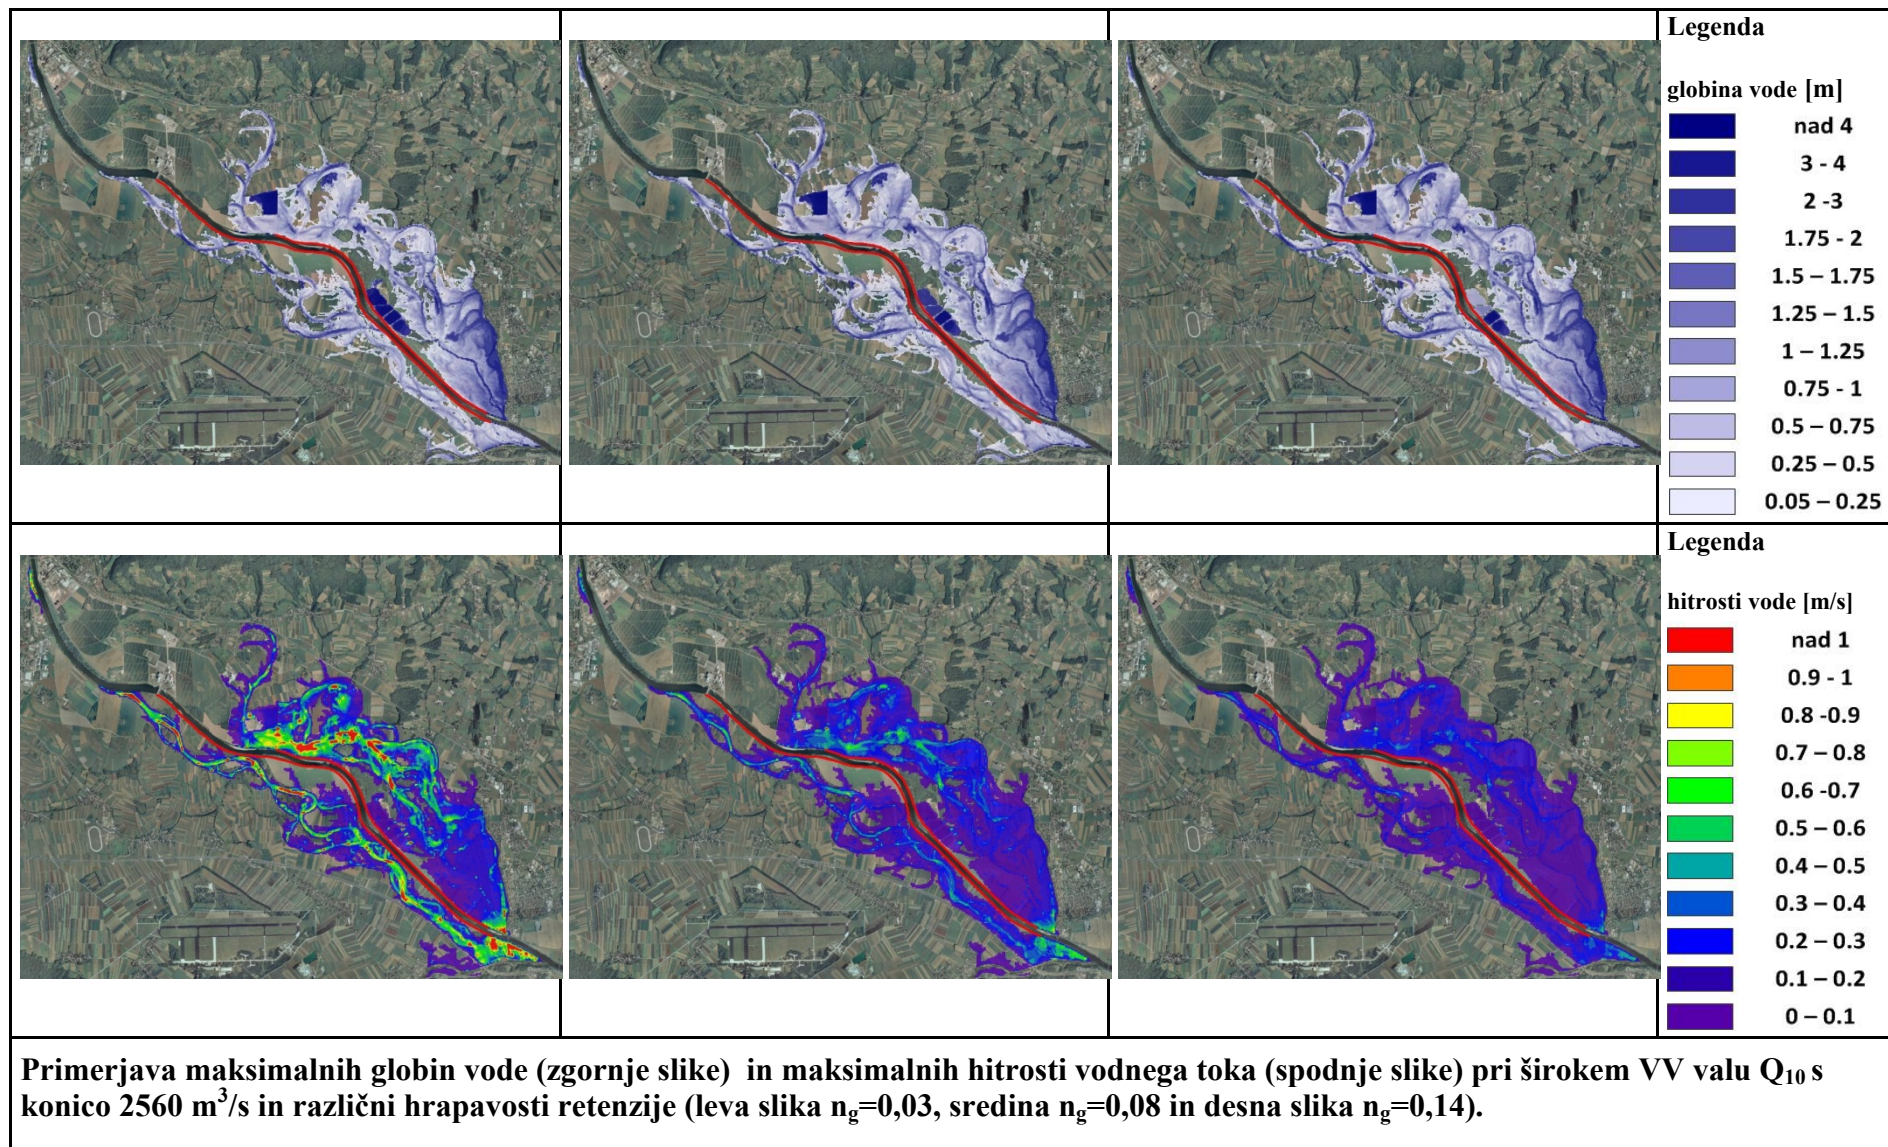 Legenda
globina vode [m]
nad 4
3 - 4
2 -3
1.75 - 2
1.5 – 1.75
1.25 – 1.5
1 – 1.25
0.75 - 1
0.5 – 0.75
0.25 – 0.5
0.05 – 0.25
Legenda
hitrosti vode [m/s]
nad 1
0.9 - 1
0.8 -0.9
0.7 – 0.8
0.6 -0.7
0.5 – 0.6
0.4 – 0.5
0.3 – 0.4
0.2 – 0.3
0.1 – 0.2
0 – 0.1
Primerjava maksimalnih globin vode (zgornje slike) in maksimalnih hitrosti vodnega toka (spodnje slike) pri širokem VV valu Q₁₀ s
konico 2560 m³/s in različni hrapavosti retenzije (leva slika n_g=0,03, sredina n_g=0,08 in desna slika n_g=0,14).